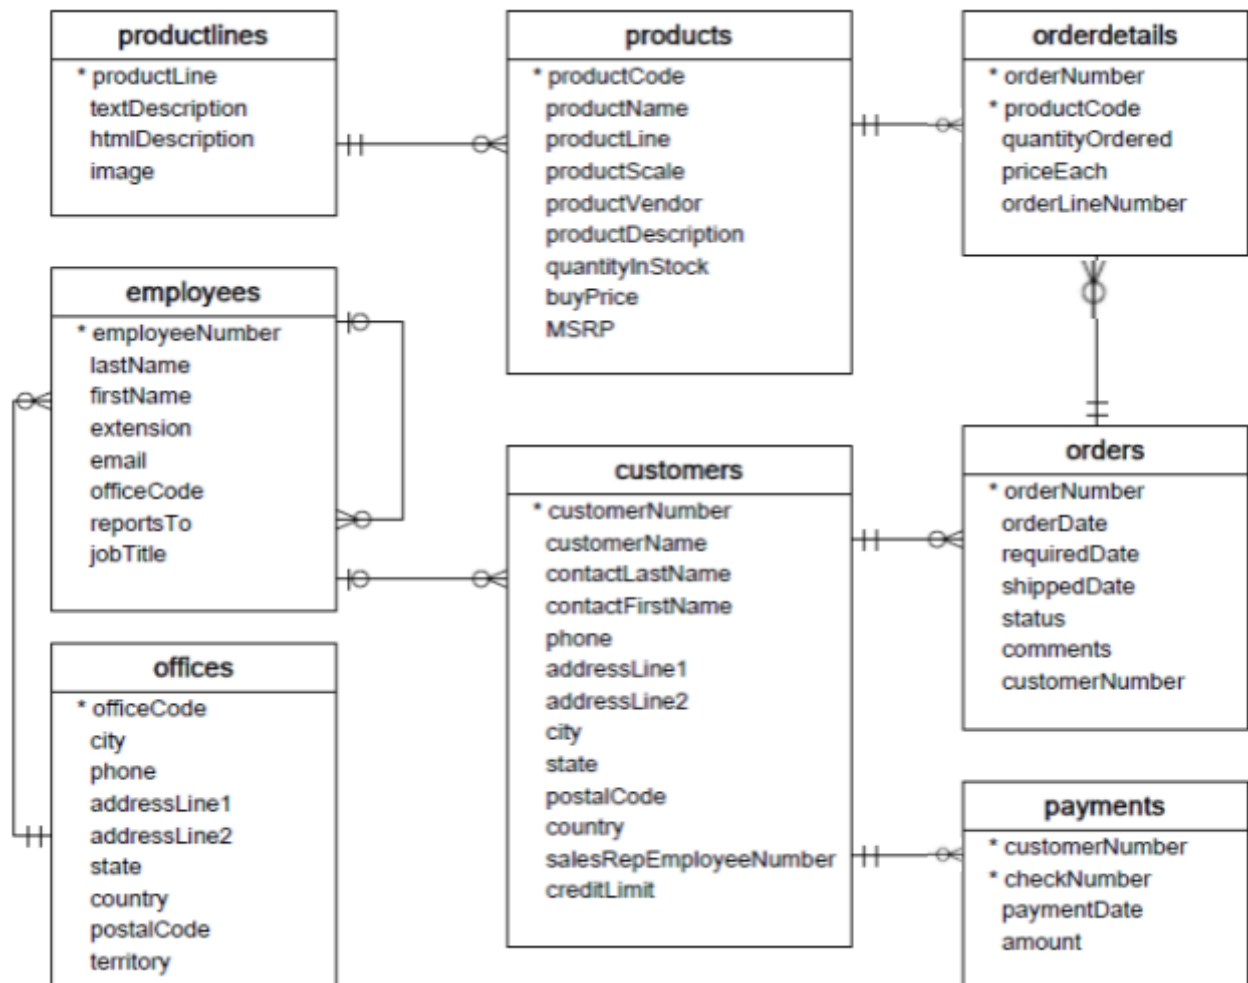 productlines
* productLine
textDescription
htmlDescription
image
products
* productCode
productName
productLine
productScale
productVendor
productDescription
quantityInStock
buyPrice
MSRP
orderdetails
* orderNumber
* productCode
quantityOrdered
priceEach
orderLineNumber
employees
* employeeNumber
lastName
firstName
extension
email
officeCode
reportsTo
jobTitle
customers
* customerNumber
customerName
contactLastName
contactFirstName
phone
addressLine1
addressLine2
city
state
postalCode
country
salesRepEmployeeNumber
creditLimit
orders
* orderNumber
orderDate
requiredDate
shippedDate
status
comments
customerNumber
offices
* officeCode
city
phone
addressLine1
addressLine2
state
country
postalCode
territory
payments
* customerNumber
* checkNumber
paymentDate
amount